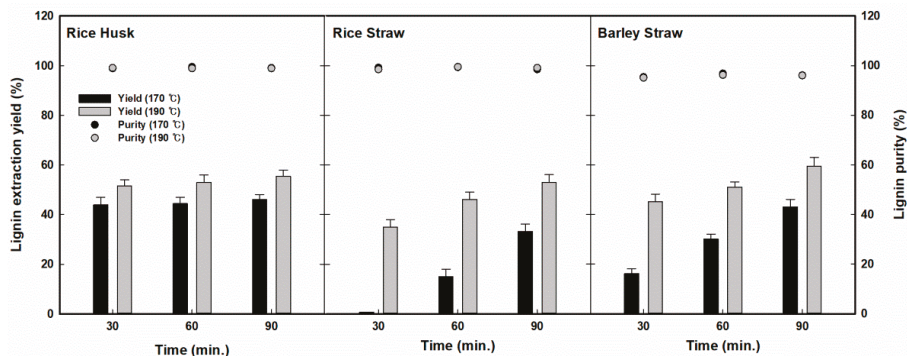 Rice Husk
Rice Straw
Barley Straw
120
100
80
60
40
20
0
Lignin extraction yield (%)
Yield (170 ℃)
Yield (190 ℃)
Purity (170 ℃)
Purity (190 ℃)
120
100
80
60
40
20
0
Lignin purity (%)
30 60 90 30 60 90 30 60 90
Time (min.) Time (min.) Time (min.)